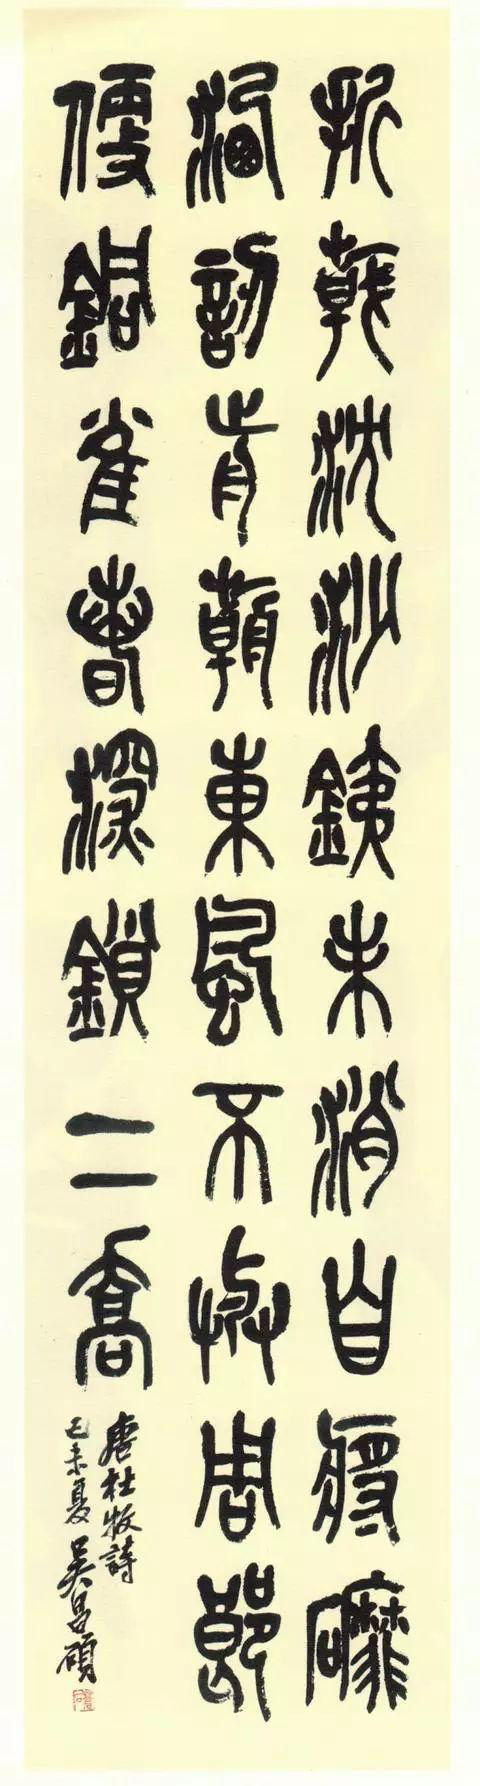 折戟沈沙銕未消自將磨
洗認前朝東風不與周郎
便銅雀春深鎖二喬
唐杜牧詩
己未夏吳昌碩